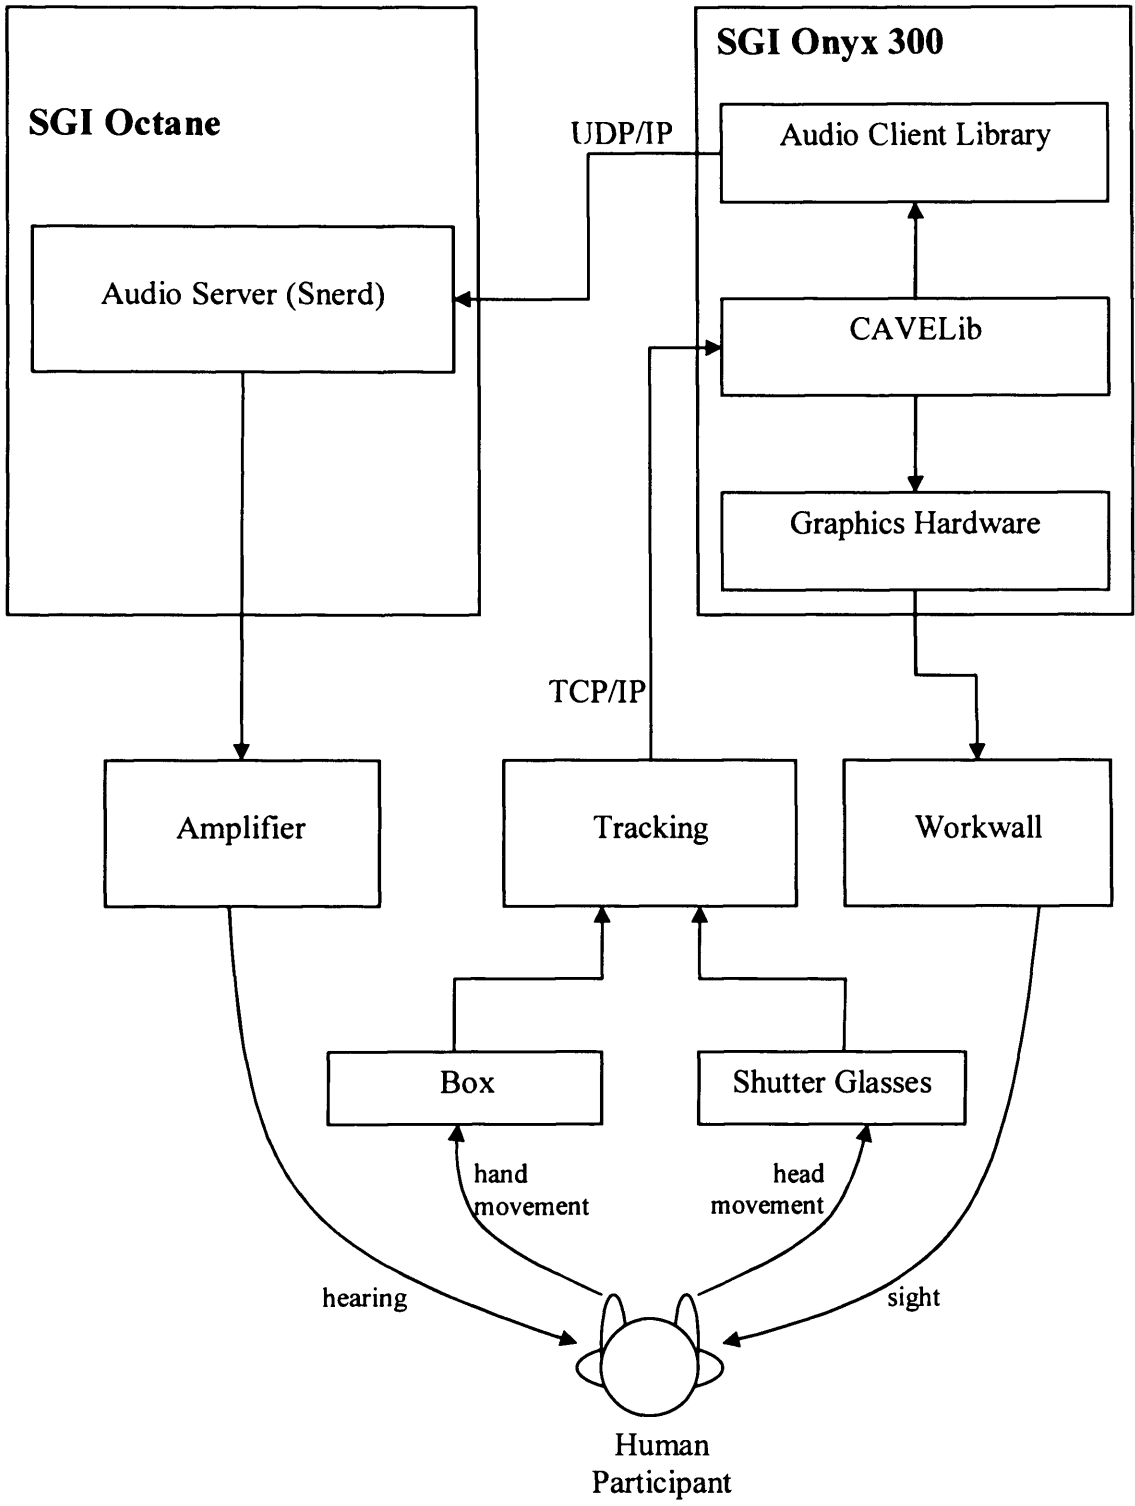 SGI Onyx 300
SGI Octane
UDP/IP
Audio Client Library
Audio Server (Snerd)
CAVELib
Graphics Hardware
TCP/IP
Amplifier
Tracking
Workwall
Box
Shutter Glasses
hand
movement
head
movement
hearing
sight
Human
Participant